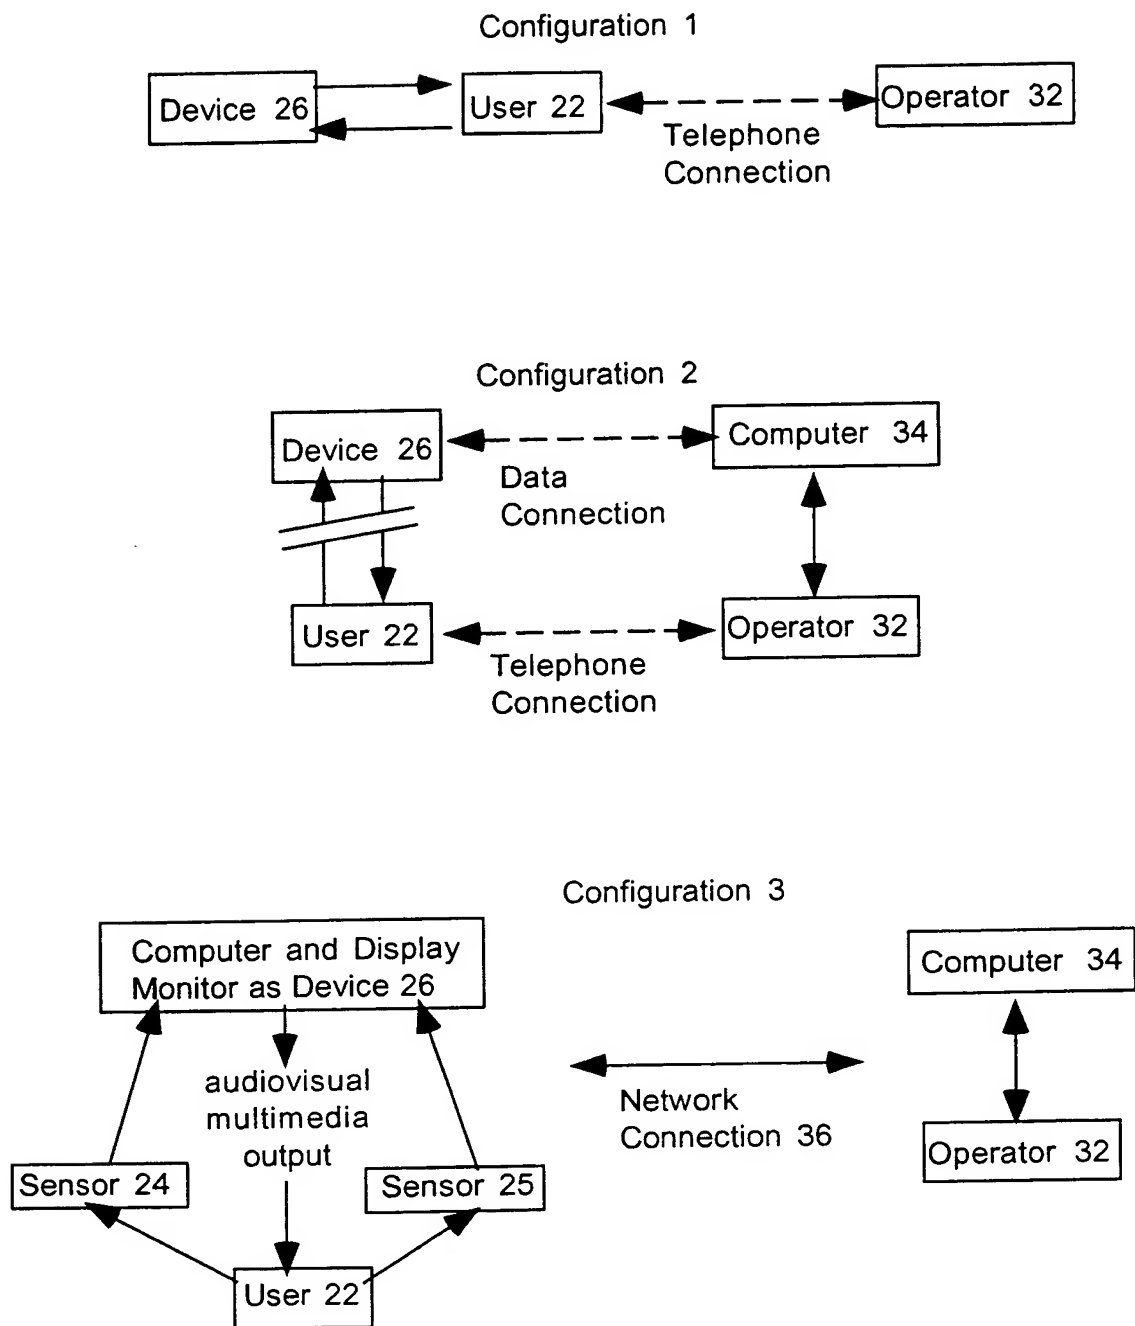 Configuration 1
Device 26
User 22
Operator 32
Telephone
Connection
Configuration 2
Device 26
Computer 34
Data
Connection
User 22
Operator 32
Telephone
Connection
Configuration 3
Computer and Display
Monitor as Device 26
Computer 34
audiovisual
multimedia
output
Network
Connection 36
Sensor 24
Sensor 25
Operator 32
User 22